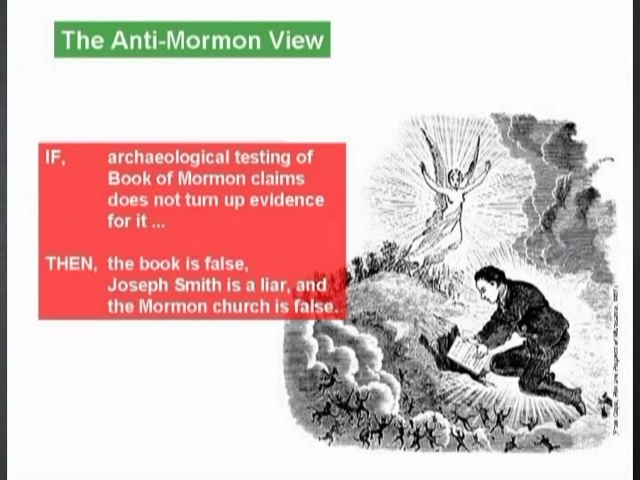 The Anti-Mormon View
IF, archaeological testing of
Book of Mormon claims
does not turn up evidence
for it ...
THEN, the book is false,
Joseph Smith is a liar, and
the Mormon church is false.